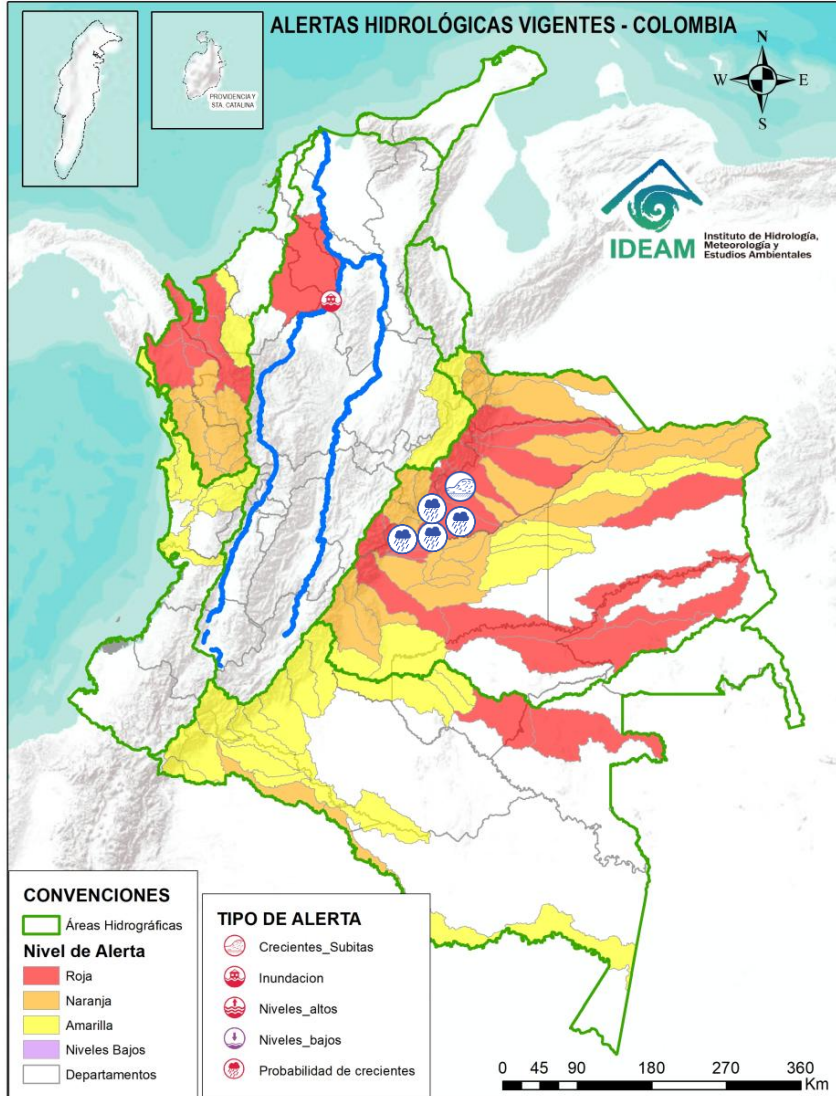 ALERTAS HIDROLÓGICAS VIGENTES - COLOMBIA
PROVIDENCIA Y
STA. CATALINA
N
W
E
S
IDEAM
Instituto de Hidrología,
Meteorología y
Estudios Ambientales
CONVENCIONES
Áreas Hidrográficas
Nivel de Alerta
Roja
Naranja
Amarilla
Niveles Bajos
Departamentos
TIPO DE ALERTA
Crecientes_Subitas
Inundacion
Niveles_altos
Niveles_bajos
Probabilidad de crecientes
0 45 90 180 270 360
Km